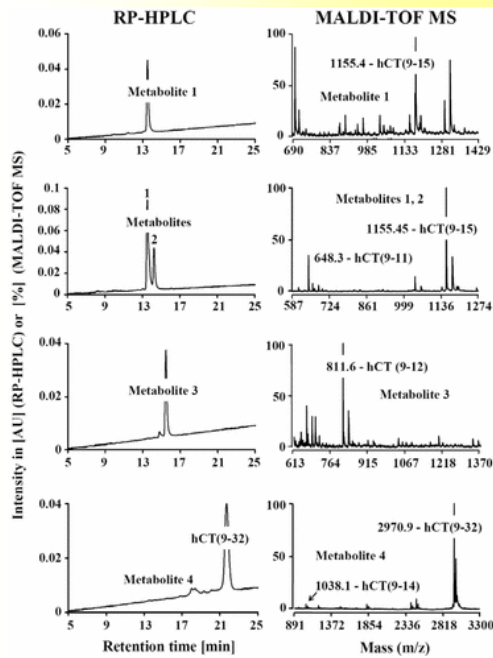 RP-HPLC MALDI-TOF MS
Intensity in [AU] (RP-HPLC) or [%] (MALDI-TOF MS)
0.06
0.04
0.02
0
Metabolite 1
5 9 13 17 21 25
100
50
0
1155.4 - hCT(9-15)
Metabolite 1
690 837 985 1133 1281 1429
0.1
0.08
0.06
0.04
0.02
0
1
Metabolites
2
5 9 13 17 21 25
100
50
0
Metabolites 1, 2
1155.45 - hCT(9-15)
648.3 - hCT(9-11)
587 724 862 999 1137 1274
0.04
0.02
0
Metabolite 3
5 9 13 17 21 25
100
50
0
811.6 - hCT (9-12)
Metabolite 3
613 764 915 1067 1218 1370
0.04
0.02
0
hCT(9-32)
Metabolite 4
5 9 13 17 21 25
Retention time [min]
100
50
0
2970.9 - hCT(9-32)
Metabolite 4
1038.1 - hCT(9-14)
891 1372 1854 2336 2818 3300
Mass (m/z)